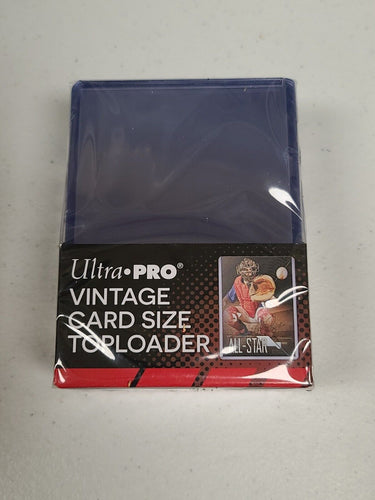 Ultra•PRO®
VINTAGE
CARD SIZE
TOPLOADER
ALL-STAR